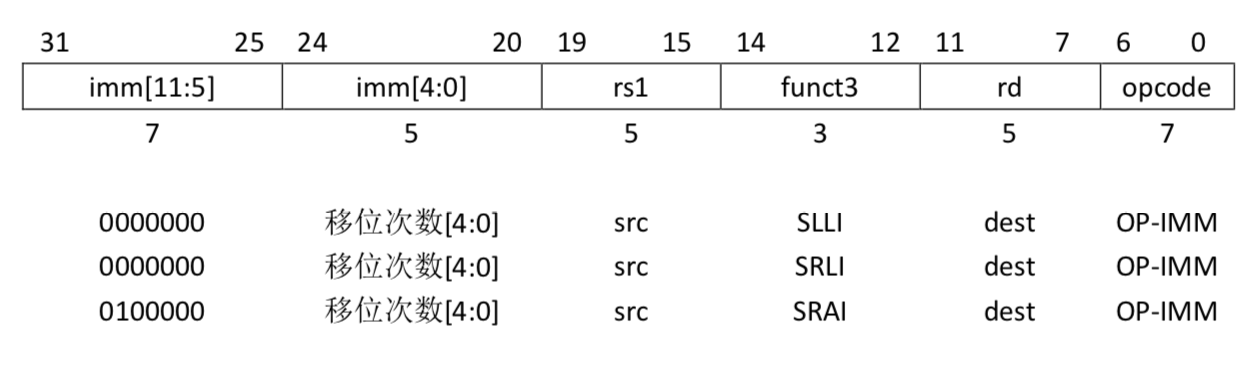 31 25 24 20 19 15 14 12 11 7 6 0
imm[11:5] imm[4:0] rs1 funct3 rd opcode
7 5 5 3 5 7
0000000 移位次数[4:0] src SLLI dest OP-IMM
0000000 移位次数[4:0] src SRLI dest OP-IMM
0100000 移位次数[4:0] src SRAI dest OP-IMM